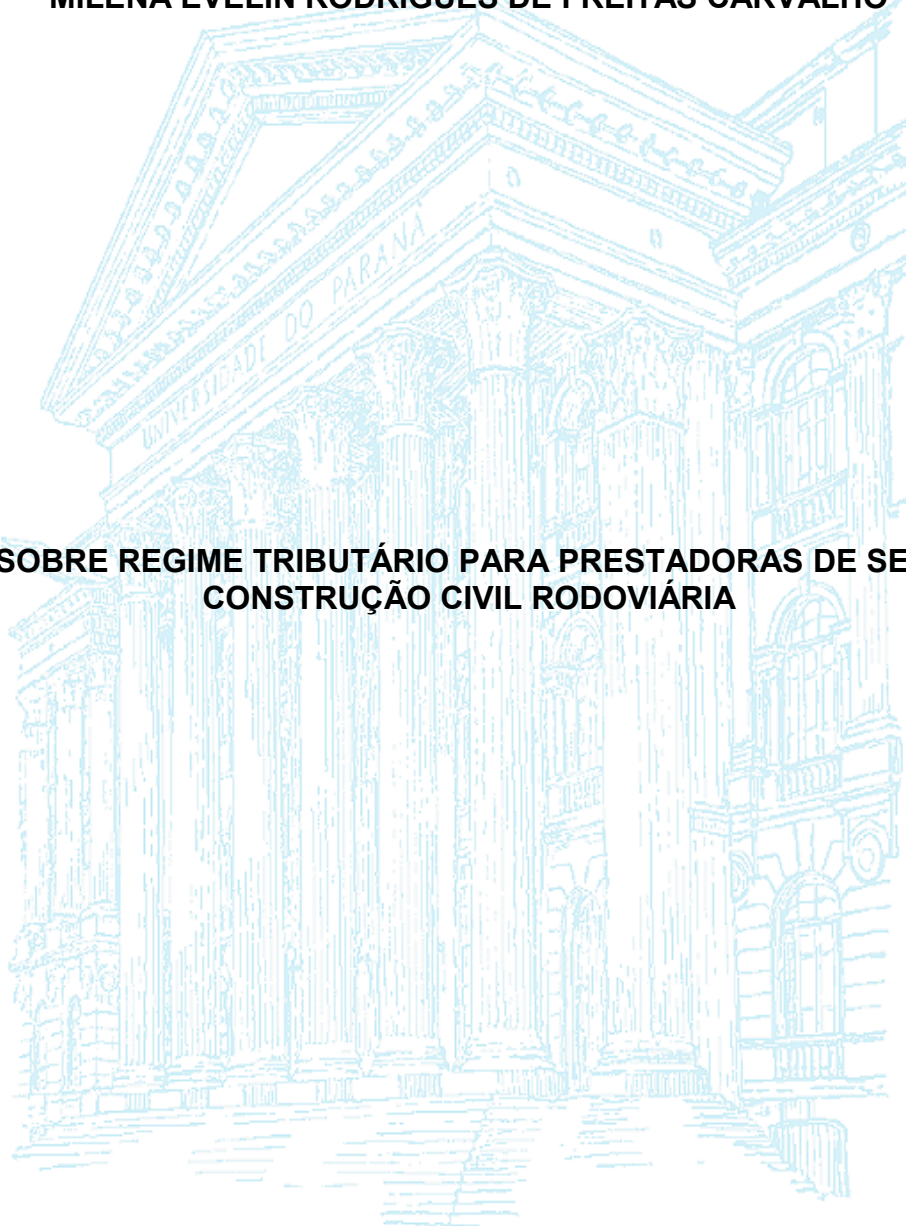 MILENA EVELIN RODRIGUES DE FREITAS CARVALHO
UNIVERSIDADE DO PARANÁ
SOBRE REGIME TRIBUTÁRIO PARA PRESTADORAS DE SE
CONSTRUÇÃO CIVIL RODOVIÁRIA